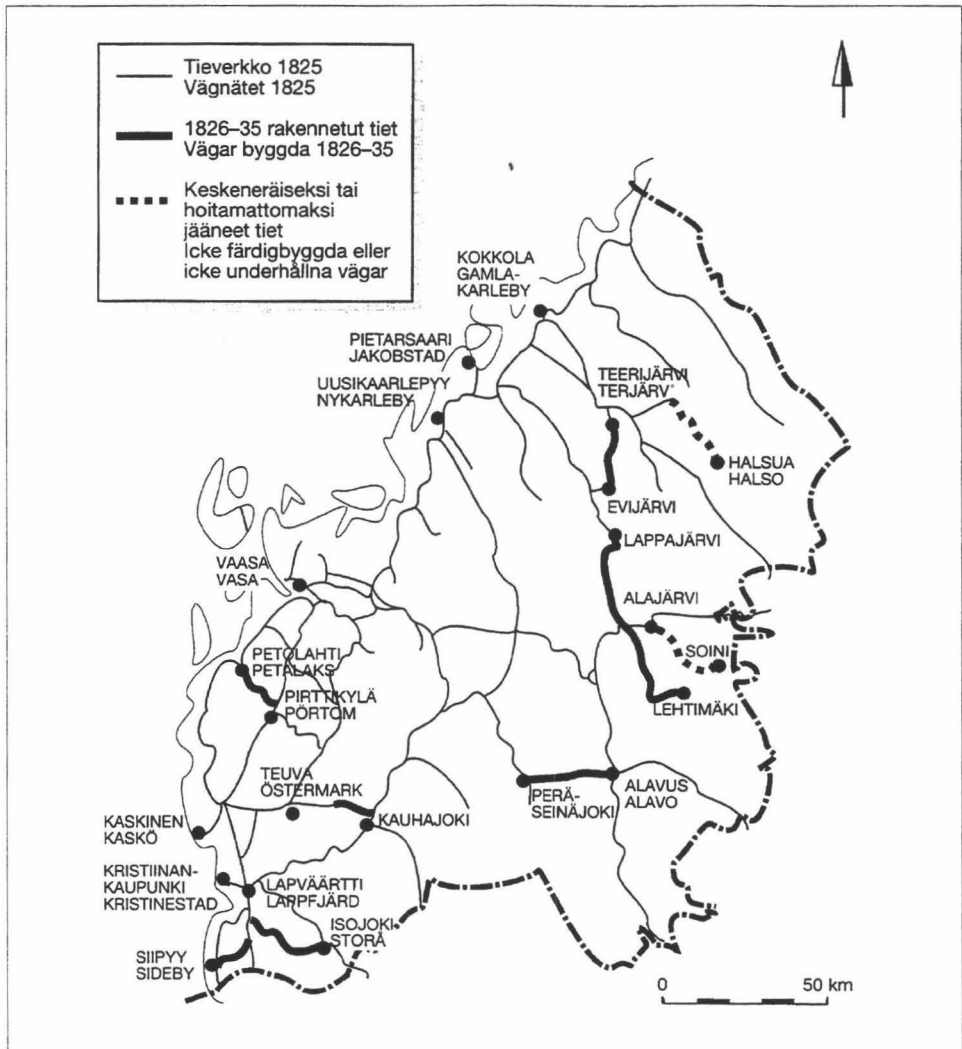 Tieverkko 1825
Vägnätet 1825
1826–35 rakennetut tiet
Vägar byggda 1826–35
Keskeneräiseksi tai
hoitamattomaksi
jääneet tiet
Icke färdigbyggda eller
icke underhållna vägar
KOKKOLA
GAMLA-
KARLEBY
PIETARSAARI
JAKOBSTAD
UUSIKAARLEPYY
NYKARLEBY
TEERIJÄRVI
TERJÄRV
HALSUA
HALSO
EVIJÄRVI
LAPPAJÄRVI
VAASA
VASA
ALAJÄRVI
SOINI
PETOLAHTI
PETALAKS
PIRTTIKYLÄ
PÖRTOM
LEHTIMÄKI
TEUVA
ÖSTERMARK
PERÄ-
SEINÄJOKI
ALAVUS
ALAVO
KASKINEN
KASKÖ
KAUHAJOKI
KRISTIINAN-
KAUPUNKI
KRISTINESTAD
LAPVÄÄRTTI
LAPPFJÄRD
ISOJOKI
STORÅ
SIIPYY
SIDEBY
0 50 km